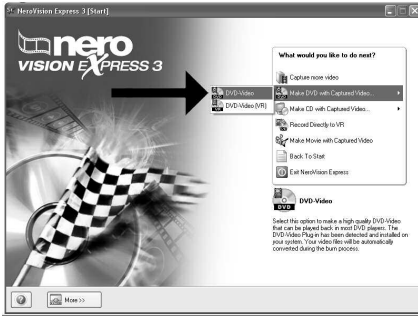 NeroVision Express 3 [Start]
nero
VISION EXPRESS 3
What would you like to do next?
Capture more video
Make DVD with Captured Video...
DVD-Video
DVD-Video (VR)
Make CD with Captured Video...
Record Directly to VR
Make Movie with Captured Video
Back To Start
Exit NeroVision Express
DVD
DVD-Video
Select this option to make a high quality DVD-Video
that can be played back in most DVD players. The
DVD-Video Plug-in has been detected and installed on
your system. Your video files will be automatically
converted during the burn process.
? More >>